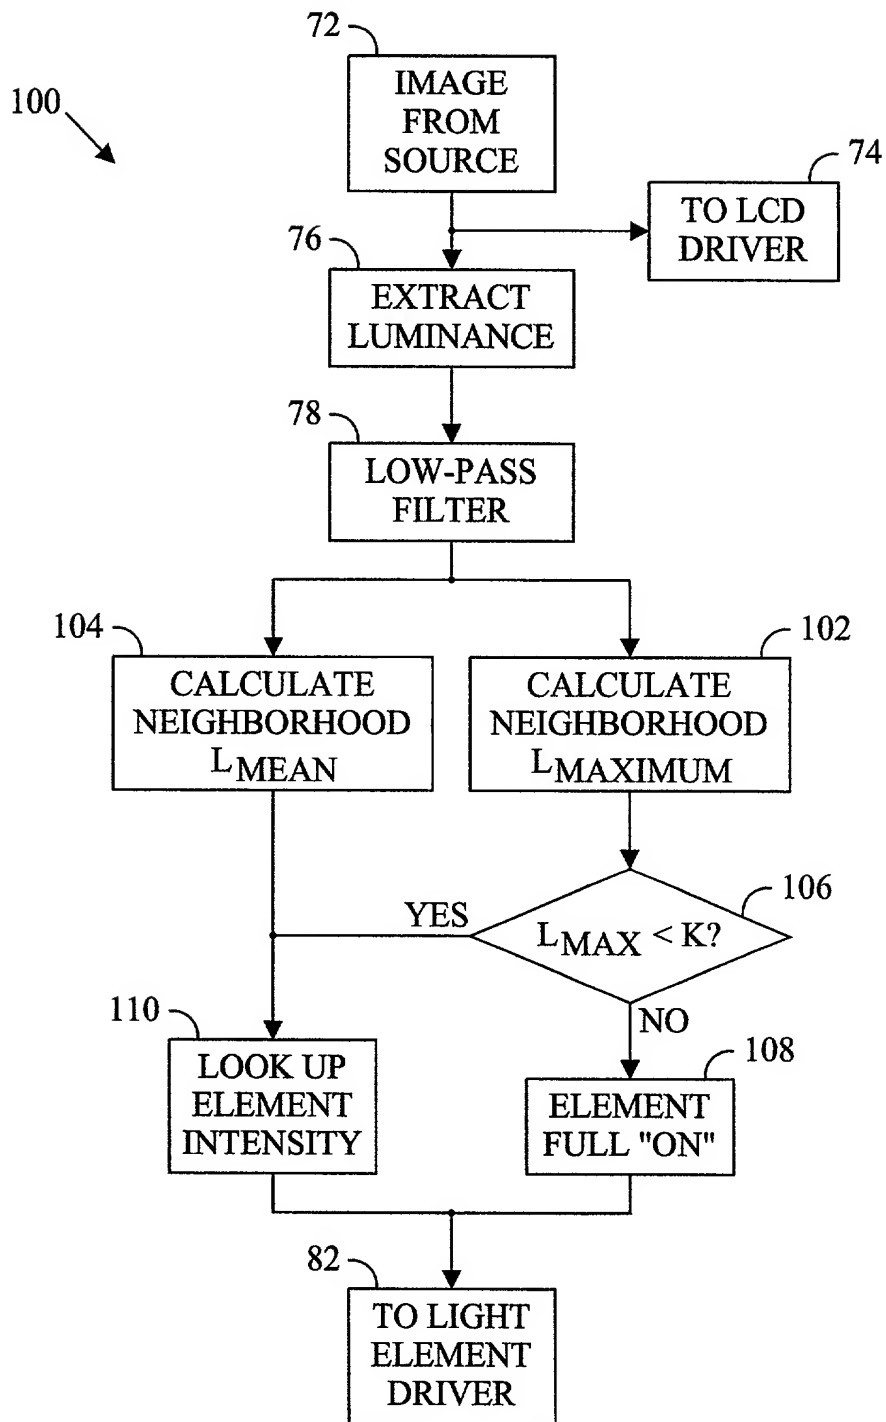 72
IMAGE
FROM
SOURCE
100
74
TO LCD
DRIVER
76
EXTRACT
LUMINANCE
78
LOW-PASS
FILTER
104
CALCULATE
NEIGHBORHOOD
LMEAN
102
CALCULATE
NEIGHBORHOOD
LMAXIMUM
106
YES
LMAX < K?
NO
110
LOOK UP
ELEMENT
INTENSITY
108
ELEMENT
FULL "ON"
82
TO LIGHT
ELEMENT
DRIVER